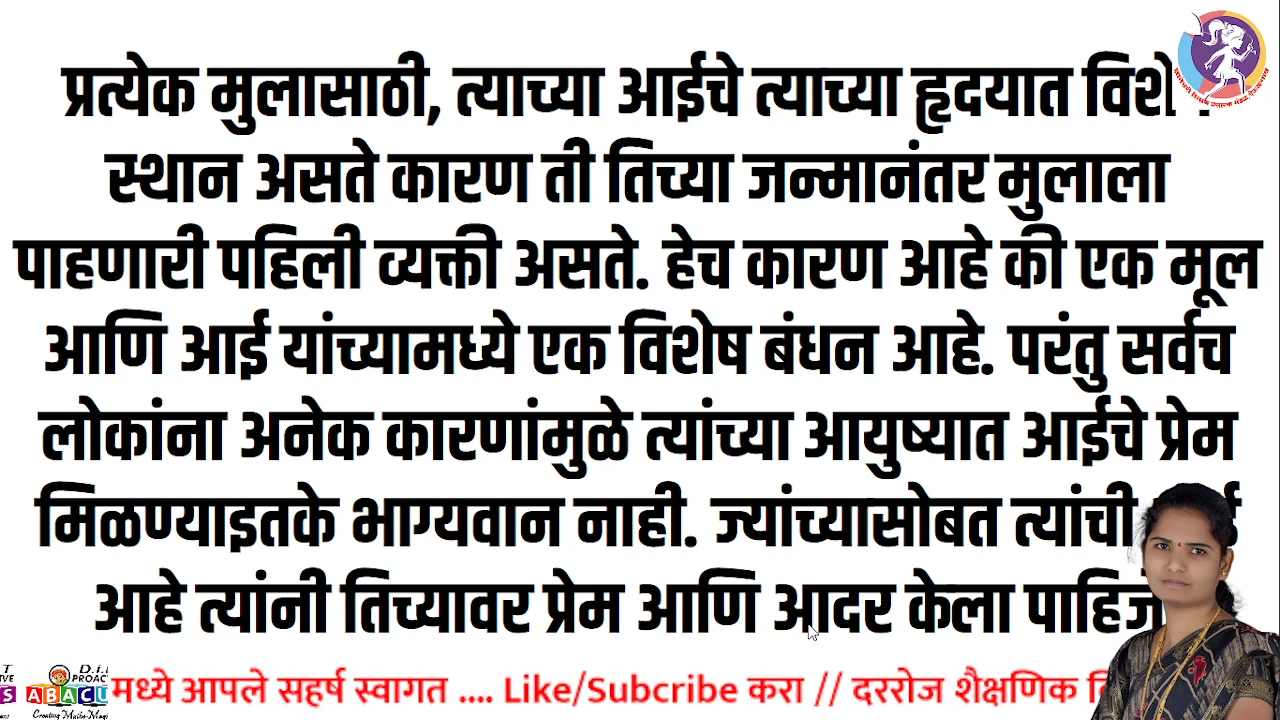 प्रत्येक मुलासाठी, त्याच्या आईचे त्याच्या हृदयात
स्थान असते कारण ती तिच्या जन्मानंतर मुलाला
पाहणारी पहिली व्यक्ती असते. हेच कारण आहे की एक मूल
आणि आई यांच्यामध्ये एक विशेष बंधन आहे. परंतु सर्वच
लोकांना अनेक कारणांमुळे त्यांच्या आयुष्यात आईचे प्रेम
मिळण्याइतके भाग्यवान नाही. ज्यांच्यासोबत त्यांची
आहे त्यांनी तिच्यावर प्रेम आणि आदर केला
मध्ये आपले सहर्ष स्वागत .... Like/Subcribe करा // दररोज शैक्षणिक